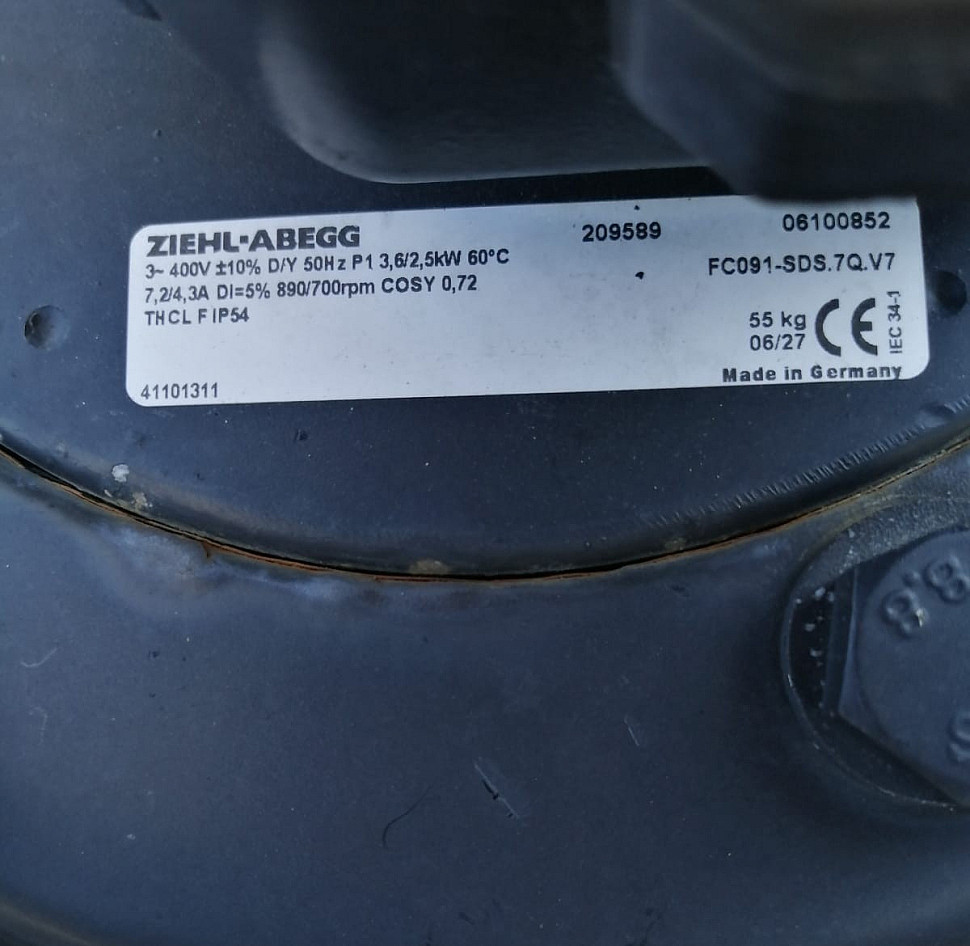 ZIEHL-ABEGG 209589 06100852
3~ 400V ±10% D/Y 50Hz P1 3,6/2,5kW 60°C FC091-SDS.7Q.V7
7,2/4,3A DI=5% 890/700rpm COSY 0,72
THCL F IP54
55 kg
06/27
CE
IEC 34-1
Made in Germany
41101311
8.8